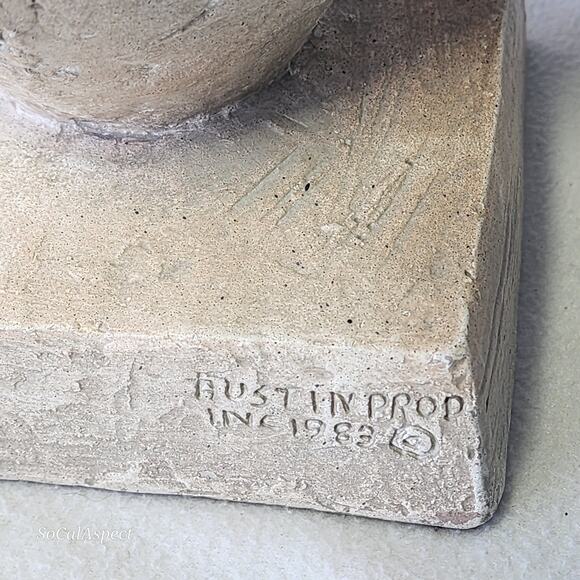 AUSTIN PROD
INC 1983 ©
SoCalAspect